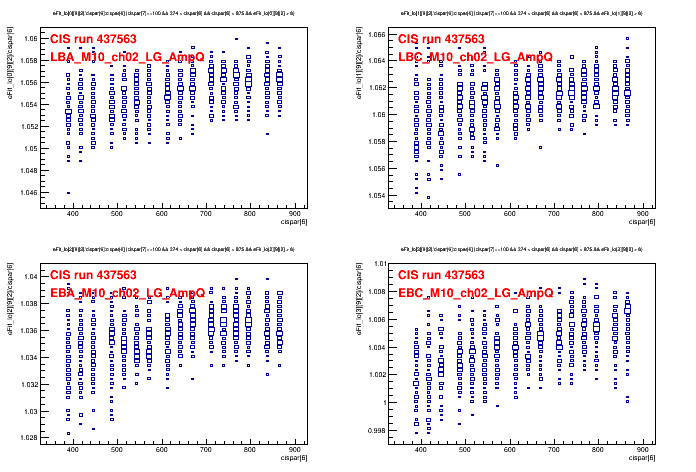 CIS run 437563
LBA_M10_ch02_LG_AmpQ
1.06
1.058
1.056
1.054
1.052
1.05
1.048
1.046
400 500 600 700 800 900
cispar[6]
CIS run 437563
LBC_M10_ch02_LG_AmpQ
1.066
1.064
1.062
1.06
1.058
1.056
1.054
400 500 600 700 800 900
cispar[6]
CIS run 437563
EBA_M10_ch02_LG_AmpQ
1.04
1.038
1.036
1.034
1.032
1.03
1.028
400 500 600 700 800 900
cispar[6]
CIS run 437563
EBC_M10_ch02_LG_AmpQ
1.01
1.008
1.006
1.004
1.002
1
0.998
400 500 600 700 800 900
cispar[6]